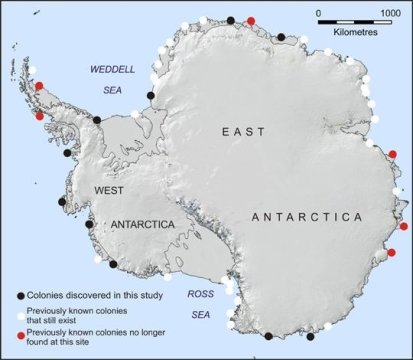 0 1000
Kilometres
WEDDELL
SEA
EAST
WEST
ANTARCTICA
ANTARCTICA
ROSS
SEA
Colonies discovered in this study
Previously known colonies
that still exist
Previously known colonies no longer
found at this site